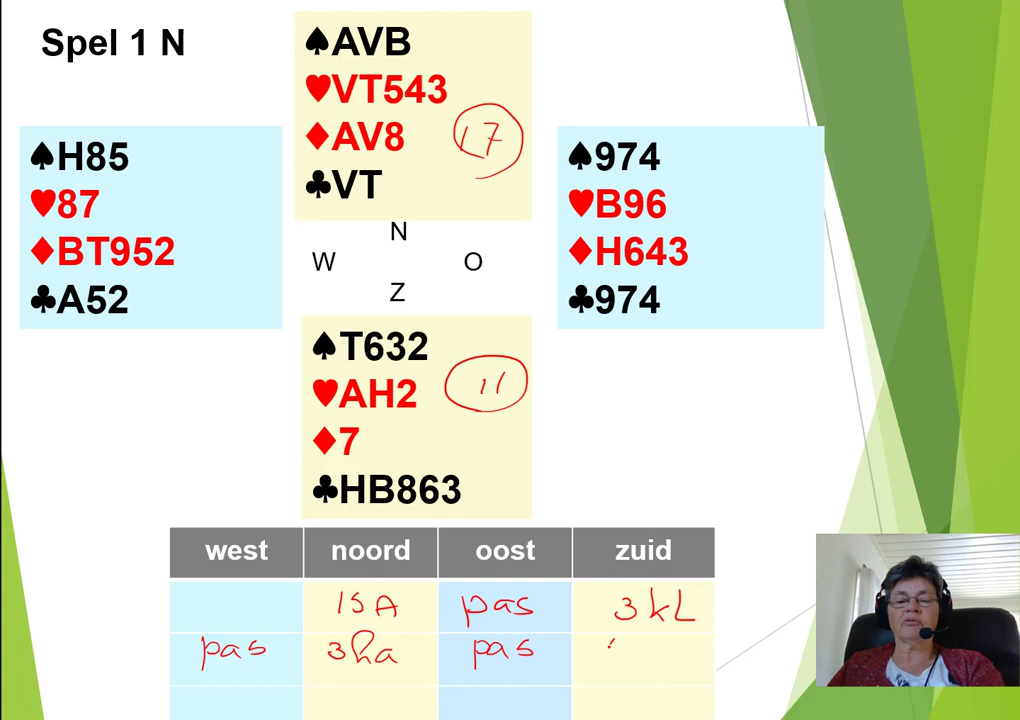 Spel 1 N
♠AVB
♥VT543
♦AV8
♣VT
17
♠H85
♥87
♦BT952
♣A52
♠974
♥B96
♦H643
♣974
N
W O
Z
♠T632
♥AH2
♦7
♣HB863
11
west noord oost zuid
1SA pas 3kL
pas 3ha pas